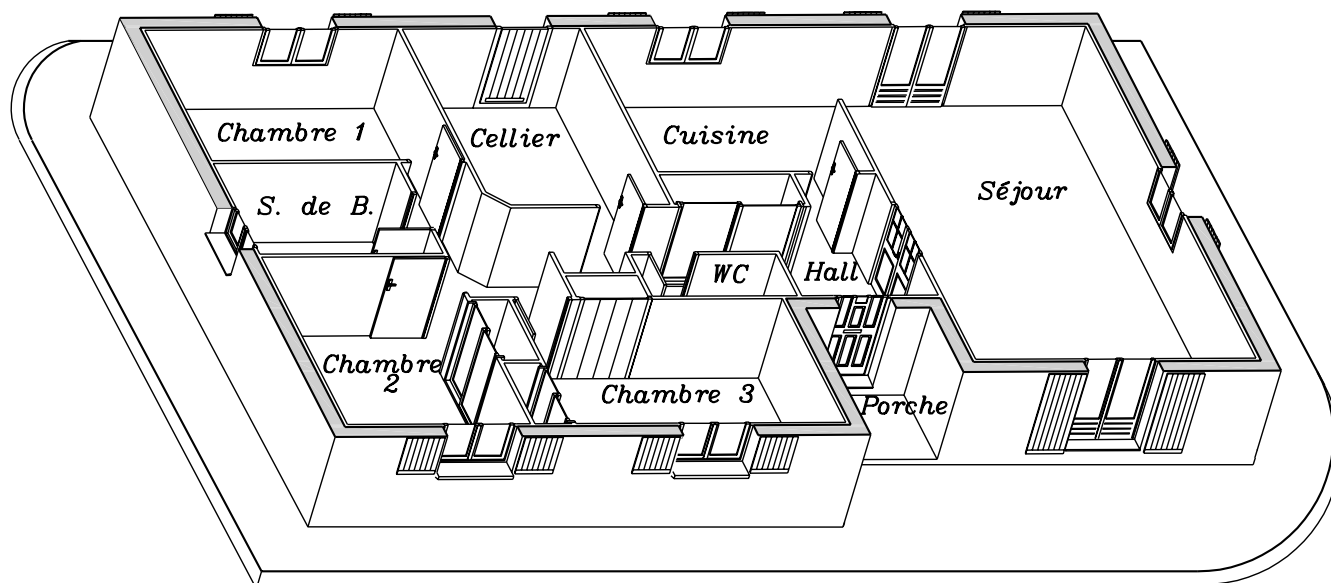 Chambre 1
Cellier
Cuisine
Séjour
S. de B.
WC
Hall
Chambre
2
Chambre 3
Porche